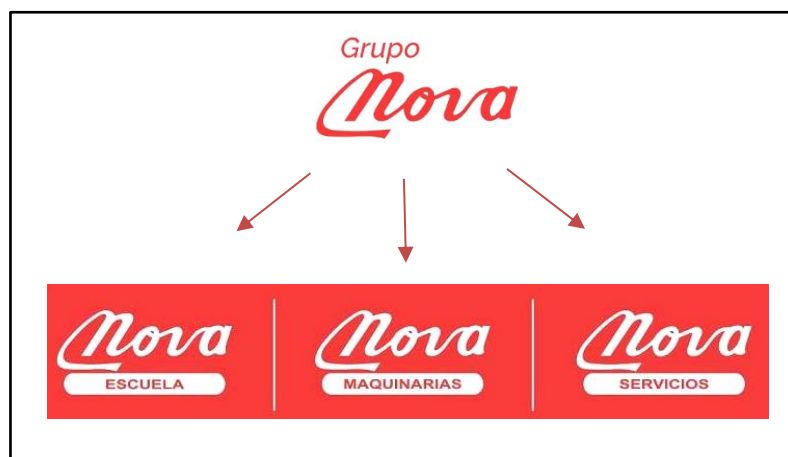 Grupo
Nova
Nova
ESCUELA
Nova
MAQUINARIAS
Nova
SERVICIOS